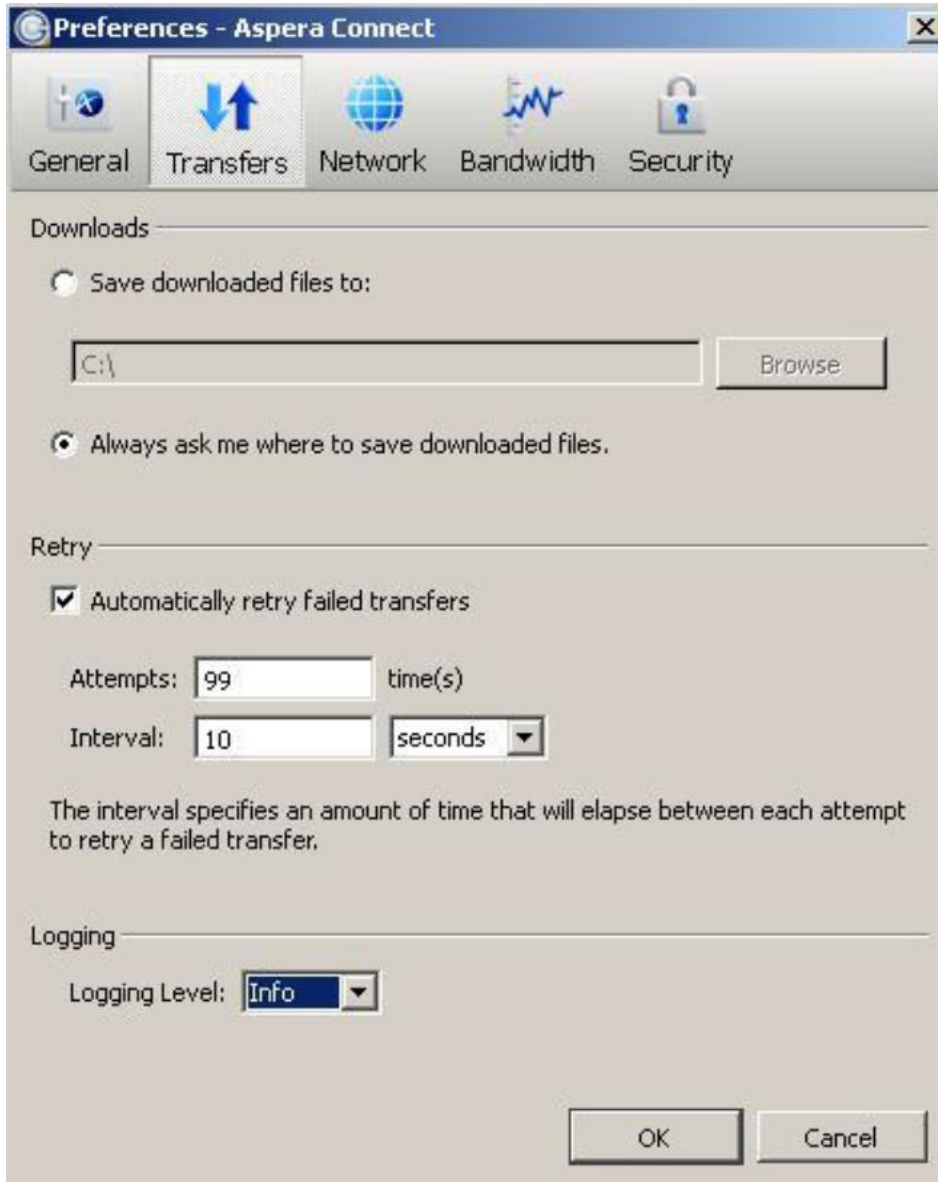 Preferences - Aspera Connect
General Transfers Network Bandwidth Security
Downloads
Save downloaded files to:
C:\ Browse
Always ask me where to save downloaded files.
Retry
Automatically retry failed transfers
Attempts: 99 time(s)
Interval: 10 seconds
The interval specifies an amount of time that will elapse between each attempt
to retry a failed transfer.
Logging
Logging Level: Info
OK Cancel